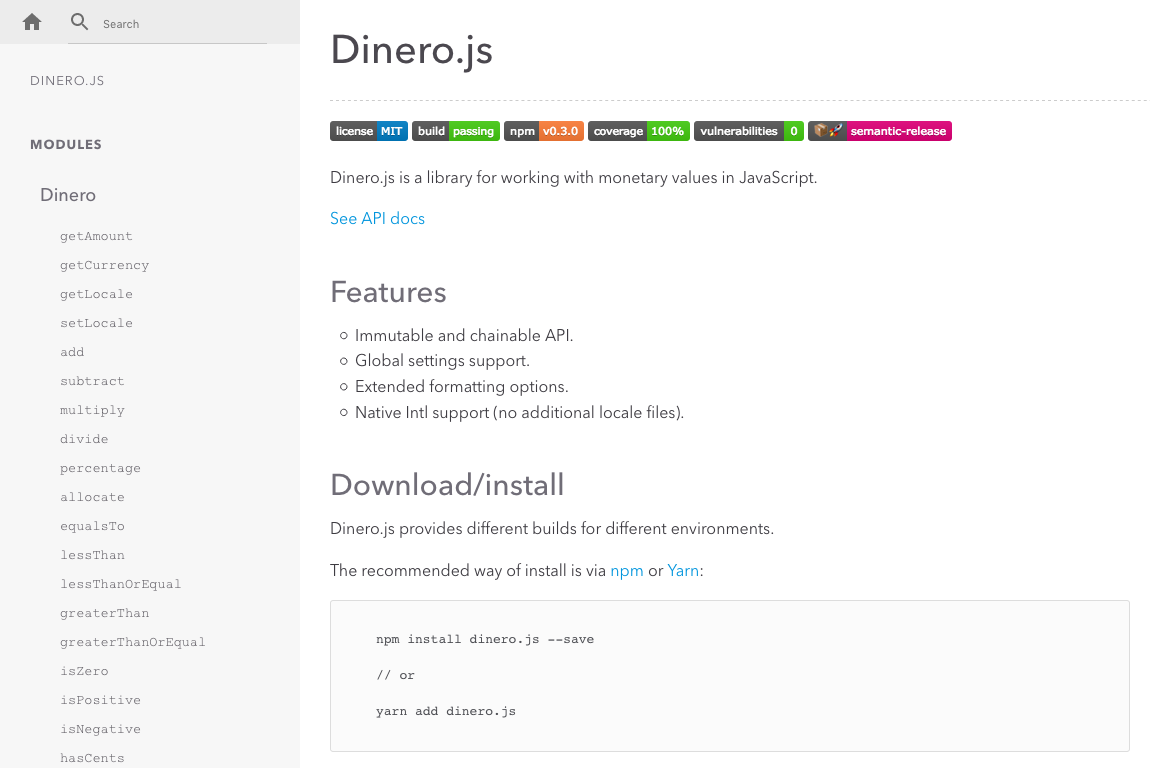 Search
DINERO.JS
MODULES
Dinero
getAmount
getCurrency
getLocale
setLocale
add
subtract
multiply
divide
percentage
allocate
equalsTo
lessThan
lessThanOrEqual
greaterThan
greaterThanOrEqual
isZero
isPositive
isNegative
hasCents
Dinero.js
license MIT build passing npm v0.3.0 coverage 100% vulnerabilities 0 semantic-release
Dinero.js is a library for working with monetary values in JavaScript.
See API docs
Features
Immutable and chainable API.
Global settings support.
Extended formatting options.
Native Intl support (no additional locale files).
Download/install
Dinero.js provides different builds for different environments.
The recommended way of install is via npm or Yarn:
npm install dinero.js --save
// or
yarn add dinero.js